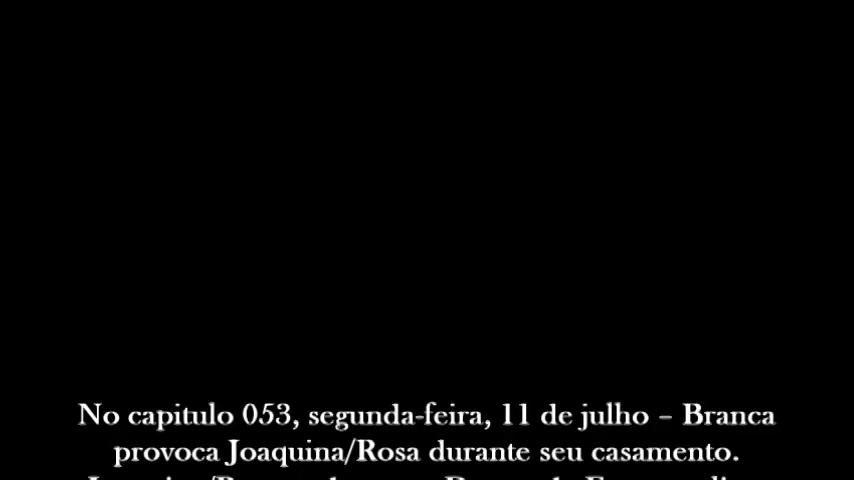 No capitulo 053, segunda-feira, 11 de julho – Branca
provoca Joaquina/Rosa durante seu casamento.